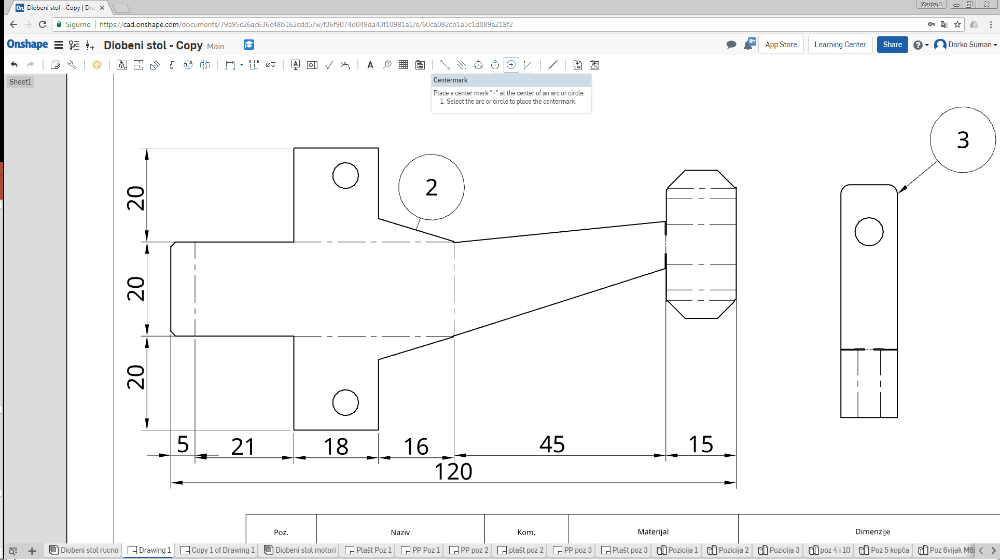 On Diobeni stol - Copy | Dra
Osoba 1
Sigurno https://cad.onshape.com/documents/79a95c26ac636c48b162cdd5/w/f36f9074d049da43f10981a1/e/60ca082cb1a3c1d089a218f2
Onshape Diobeni stol - Copy Main 9+ App Store Learning Center Share ? Darko Suman
Sheet1
Centermark
Place a center mark "+" at the center of an arc or circle.
1. Select the arc or circle to place the centermark.
3
2
20
20
20
5 21 18 16 45 15
120
Poz. Naziv Kom. Materijal Dimenzije
Diobeni stol rucno Drawing 1 Copy 1 of Drawing 1 Diobeni stol motori Plašt Poz 1 PP Poz 1 PP poz 2 plašt poz 2 PP poz 3 Plašt poz 3 Pozicija 1 Pozicija 2 Pozicija 3 poz 4 i 10 Poz 5 kopča Poz 6vijak M6x